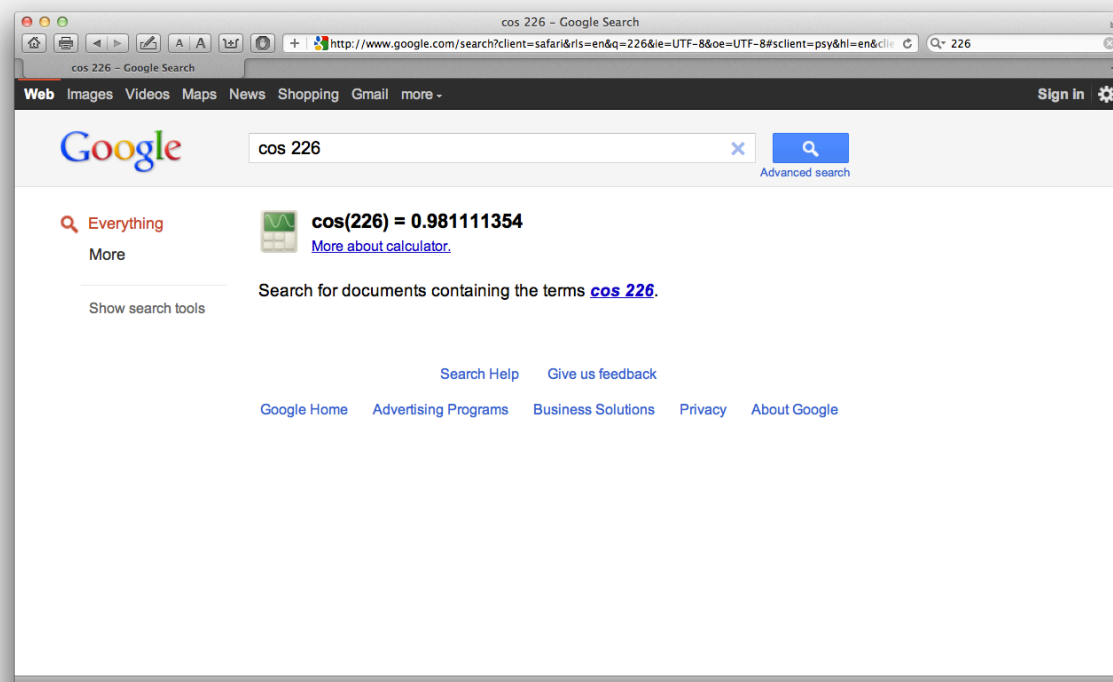 cos 226 – Google Search
A A
http://www.google.com/search?client=safari&rls=en&q=226&ie=UTF-8&oe=UTF-8#sclient=psy&hl=en&clie
226
cos 226 – Google Search
Web Images Videos Maps News Shopping Gmail more
Sign in
Google
cos 226
Advanced search
Everything
More
Show search tools
cos(226) = 0.981111354
More about calculator.
Search for documents containing the terms cos 226.
Search Help Give us feedback
Google Home Advertising Programs Business Solutions Privacy About Google